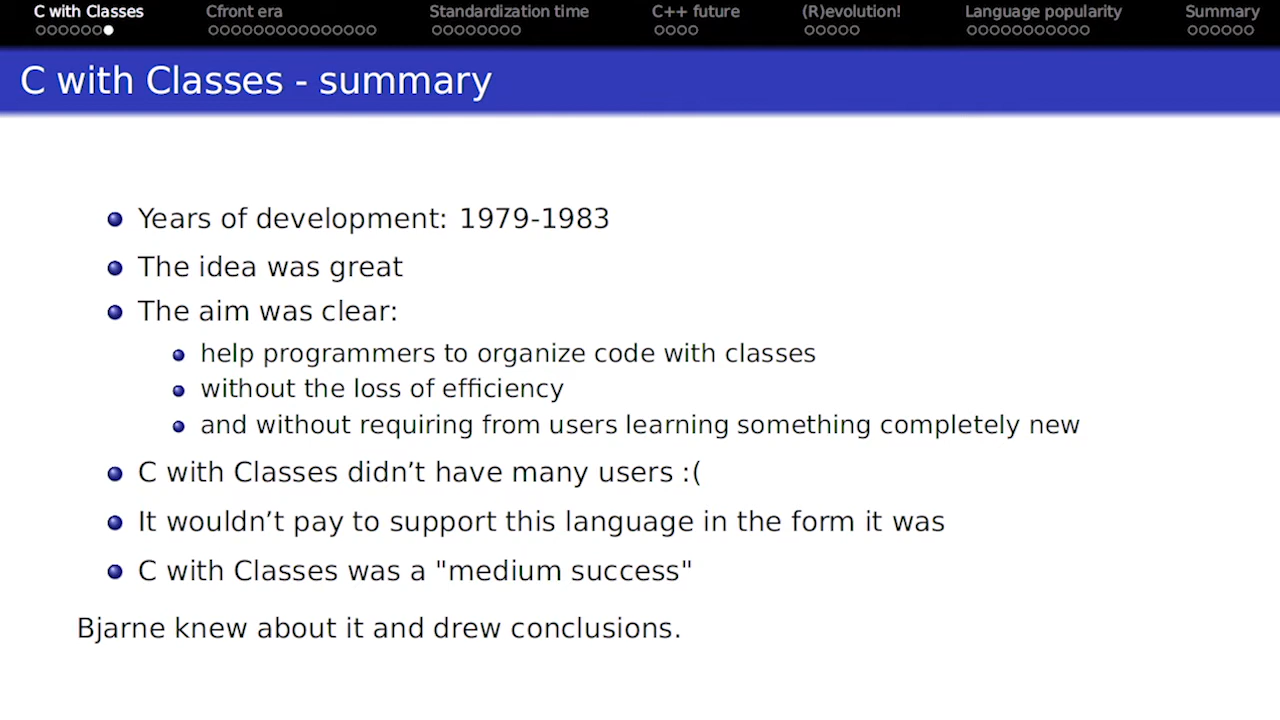 C with Classes
Cfront era
Standardization time
C++ future
(R)evolution!
Language popularity
Summary
C with Classes - summary
Years of development: 1979-1983
The idea was great
The aim was clear:
help programmers to organize code with classes
without the loss of efficiency
and without requiring from users learning something completely new
C with Classes didn't have many users :(
It wouldn't pay to support this language in the form it was
C with Classes was a "medium success"
Bjarne knew about it and drew conclusions.